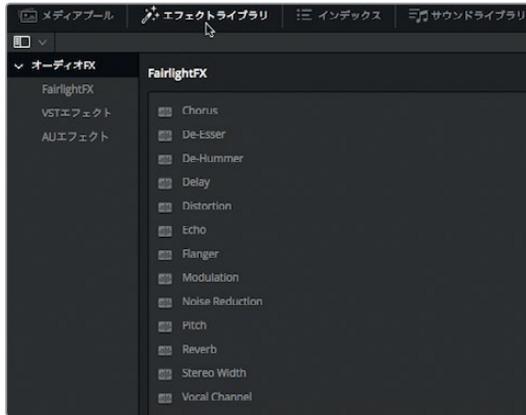 メディアプール エフェクトライブラリ インデックス サウンドライブラリ
オーディオFX
FairlightFX
VSTエフェクト
AUエフェクト
FairlightFX
Chorus
De-Esser
De-Hummer
Delay
Distortion
Echo
Flanger
Modulation
Noise Reduction
Pitch
Reverb
Stereo Width
Vocal Channel